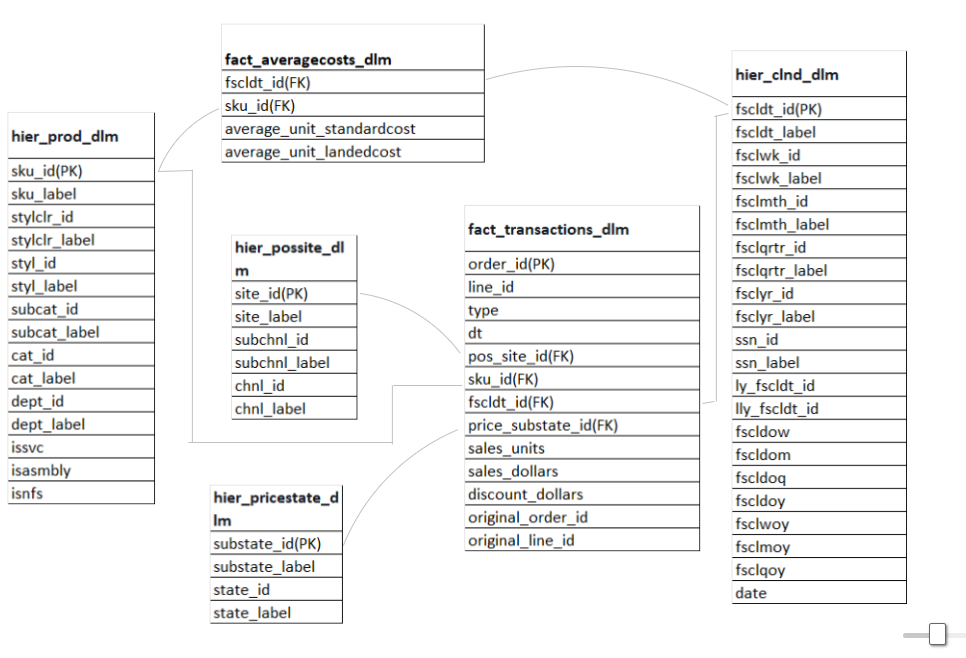 fact_averagecosts_dlm
fscldt_id(FK)
sku_id(FK)
average_unit_standardcost
average_unit_landedcost
hier_prod_dlm
sku_id(PK)
sku_label
stylclr_id
stylclr_label
styl_id
styl_label
subcat_id
subcat_label
cat_id
cat_label
dept_id
dept_label
issvc
isasmbly
isnfs
hier_possite_dl
m
site_id(PK)
site_label
subchnl_id
subchnl_label
chnl_id
chnl_label
hier_pricestate_d
lm
substate_id(PK)
substate_label
state_id
state_label
fact_transactions_dlm
order_id(PK)
line_id
type
dt
pos_site_id(FK)
sku_id(FK)
fscldt_id(FK)
price_substate_id(FK)
sales_units
sales_dollars
discount_dollars
original_order_id
original_line_id
hier_clnd_dlm
fscldt_id(PK)
fscldt_label
fsclwk_id
fsclwk_label
fsclmth_id
fsclmth_label
fsclqrtr_id
fsclqrtr_label
fsclyr_id
fsclyr_label
ssn_id
ssn_label
ly_fscldt_id
lly_fscldt_id
fscldow
fscldom
fscldoq
fscldoy
fsclwoy
fsclmoy
fsclqoy
date